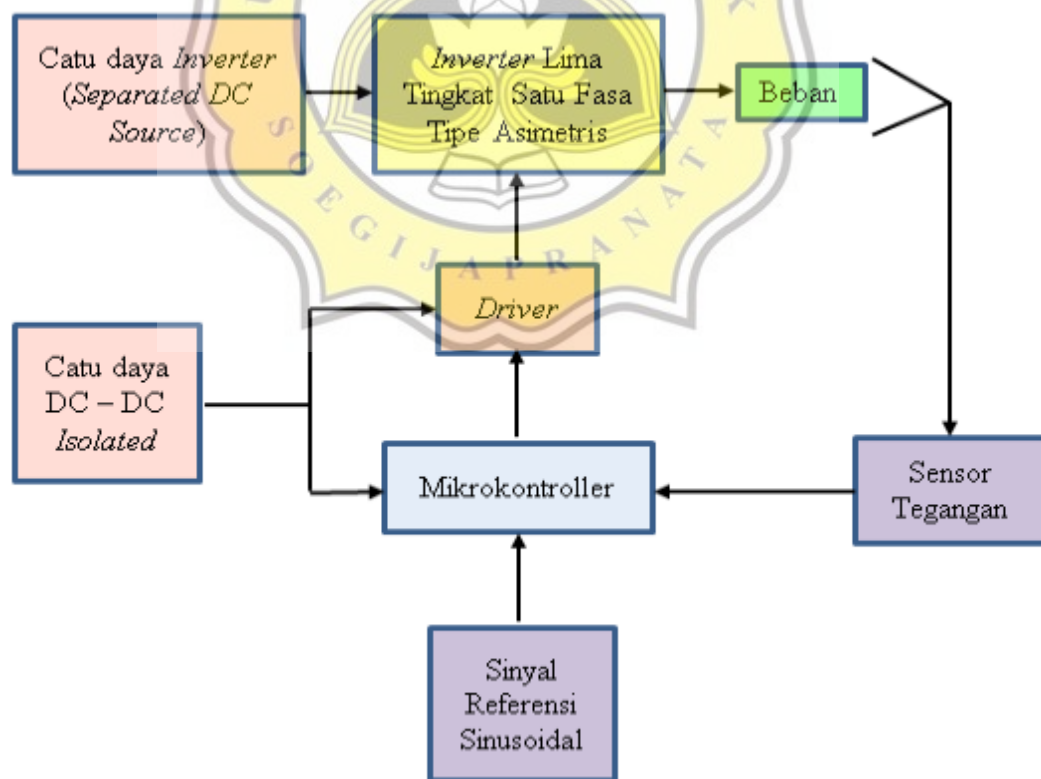 Catu daya Inverter
(Separated DC
Source)
Inverter Lima
Tingkat Satu Fasa
Tipe Asimetris
Beban
SOEGIJAPRANATA
Driver
Catu daya
DC – DC
Isolated
Mikrokontroller
Sensor
Tegangan
Sinyal
Referensi
Sinusoidal